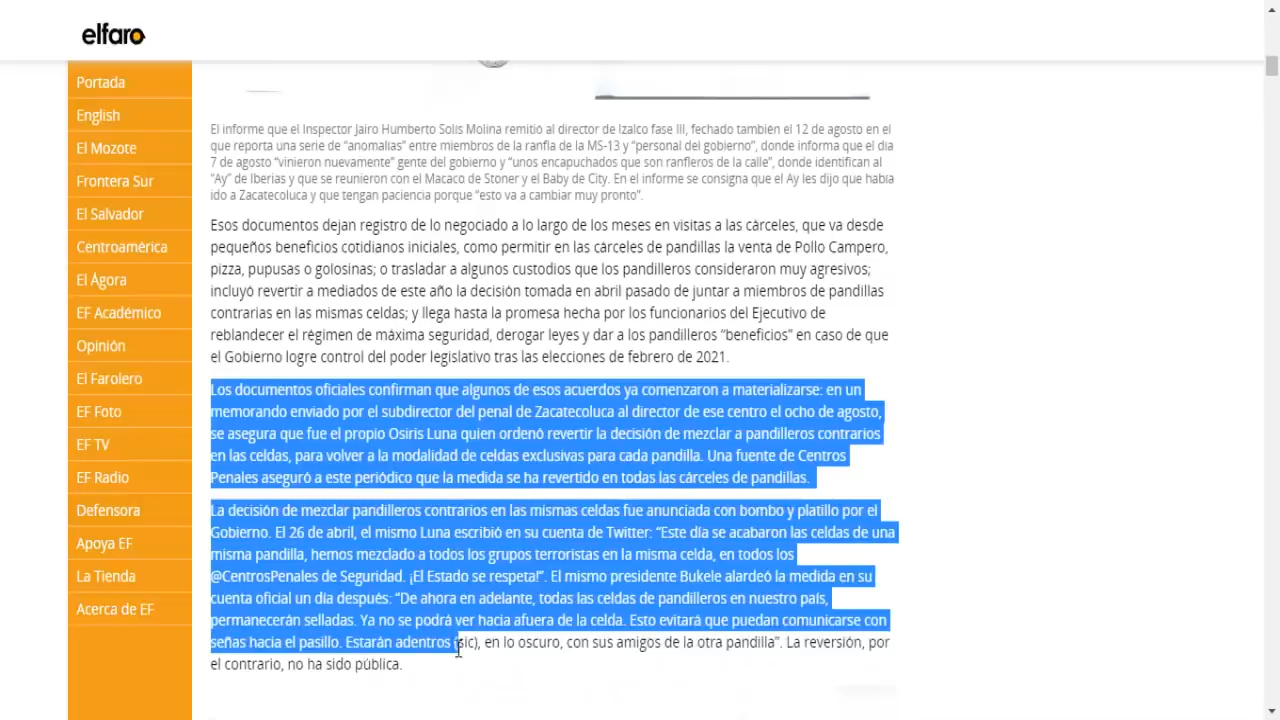 elfaro
Portada
English
El Mozote
Frontera Sur
El Salvador
Centroamérica
El Ágora
EF Académico
Opinión
El Farolero
EF Foto
EF TV
EF Radio
Defensora
Apoya EF
La Tienda
Acerca de EF
El informe que el Inspector Jairo Humberto Solís Molina remitió al director de Izalco fase III, fechado también el 12 de agosto en el
que reporta una serie de “anomalías” entre miembros de la ranfla de la MS-13 y “personal del gobierno”, donde informa que el día
7 de agosto “vinieron nuevamente” gente del gobierno y “unos encapuchados que son ranfleros de la calle”, donde identifican al
“Ay” de Iberias y que se reunieron con el Macaco de Stoner y el Baby de City. En el informe se consigna que el Ay les dijo que había
ido a Zacatecoluca y que tengan paciencia porque “esto va a cambiar muy pronto”.
Esos documentos dejan registro de lo negociado a lo largo de los meses en visitas a las cárceles, que va desde
pequeños beneficios cotidianos iniciales, como permitir en las cárceles de pandillas la venta de Pollo Campero,
pizza, pupusas o golosinas; o trasladar a algunos custodios que los pandilleros consideraron muy agresivos;
incluyó revertir a mediados de este año la decisión tomada en abril pasado de juntar a miembros de pandillas
contrarias en las mismas celdas; y llega hasta la promesa hecha por los funcionarios del Ejecutivo de
reblandecer el régimen de máxima seguridad, derogar leyes y dar a los pandilleros “beneficios” en caso de que
el Gobierno logre control del poder legislativo tras las elecciones de febrero de 2021.
Los documentos oficiales confirman que algunos de esos acuerdos ya comenzaron a materializarse: en un
memorando enviado por el subdirector del penal de Zacatecoluca al director de ese centro el ocho de agosto,
se asegura que fue el propio Osiris Luna quien ordenó revertir la decisión de mezclar a pandilleros contrarios
en las celdas, para volver a la modalidad de celdas exclusivas para cada pandilla. Una fuente de Centros
Penales aseguró a este periódico que la medida se ha revertido en todas las cárceles de pandillas.
La decisión de mezclar pandilleros contrarios en las mismas celdas fue anunciada con bombo y platillo por el
Gobierno. El 26 de abril, el mismo Luna escribió en su cuenta de Twitter: “Este día se acabaron las celdas de una
misma pandilla, hemos mezclado a todos los grupos terroristas en la misma celda, en todos los
@CentrosPenales de Seguridad. ¡El Estado se respeta!”. El mismo presidente Bukele alardeó la medida en su
cuenta oficial un día después: “De ahora en adelante, todas las celdas de pandilleros en nuestro país,
permanecerán selladas. Ya no se podrá ver hacia afuera de la celda. Esto evitará que puedan comunicarse con
señas hacia el pasillo. Estarán adentros (sic), en lo oscuro, con sus amigos de la otra pandilla”. La reversión, por
el contrario, no ha sido pública.